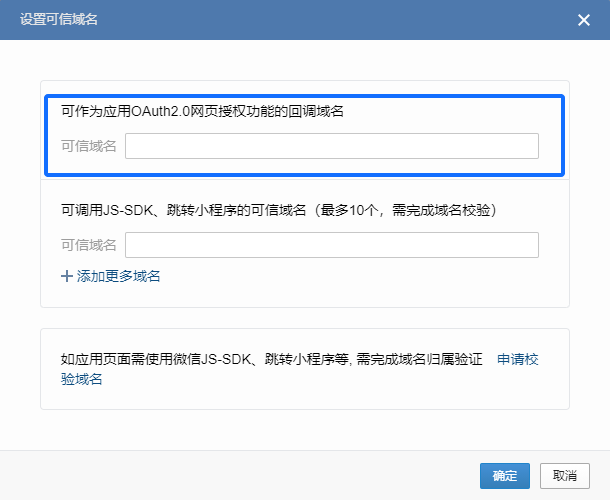 设置可信域名
可作为应用OAuth2.0网页授权功能的回调域名
可信域名
可调用JS-SDK、跳转小程序的可信域名（最多10个，需完成域名校验）
可信域名
添加更多域名
如应用页面需使用微信JS-SDK、跳转小程序等, 需完成域名归属验证 申请校
验域名
确定 取消